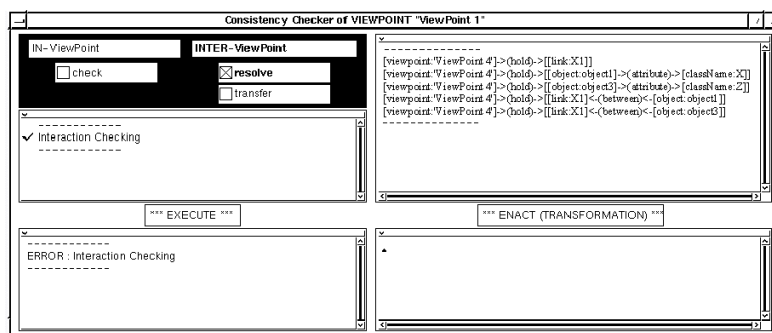 Consistency Checker of VIEWPOINT "ViewPoint 1"
IN-ViewPoint
INTER-ViewPoint
check
resolve
transfer
---------------
[viewpoint:'ViewPoint 4']->(hold)->[[link:X1]]
[viewpoint:'ViewPoint 4']->(hold)->[[object:object1]->(attribute)->[className:X]]
[viewpoint:'ViewPoint 4']->(hold)->[[object:object3]->(attribute)->[className:Z]]
[viewpoint:'ViewPoint 4']->(hold)->[[link:X1]<-(between)<-[object:object1]]
[viewpoint:'ViewPoint 4']->(hold)->[[link:X1]<-(between)<-[object:object3]]
---------------
------------
✓ Interaction Checking
------------
*** EXECUTE ***
*** ENACT (TRANSFORMATION) ***
------------
ERROR : Interaction Checking
------------